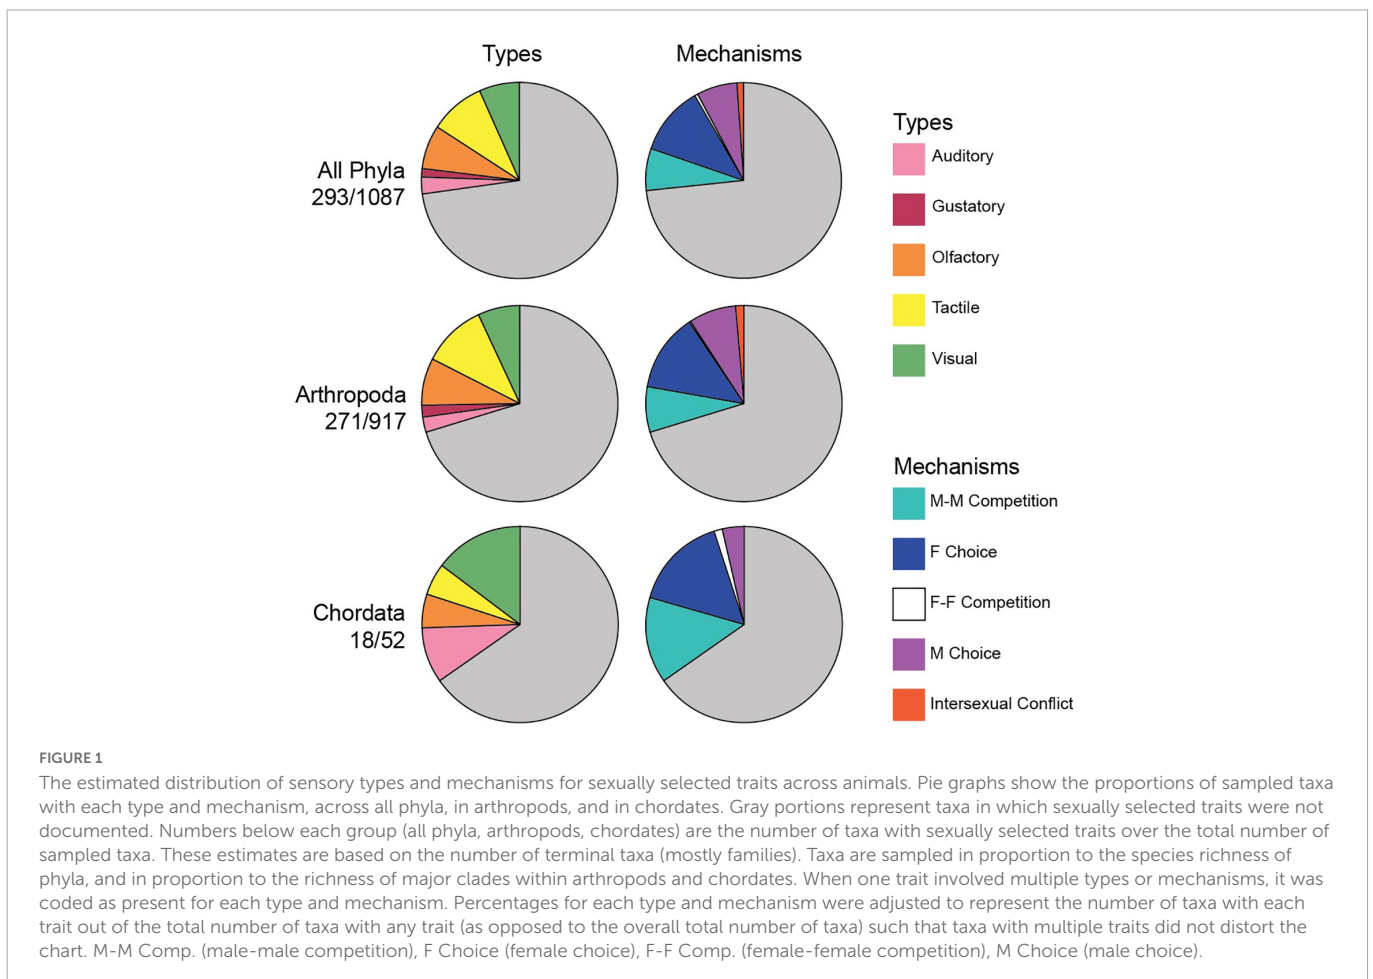 Types
Mechanisms
All Phyla
293/1087
Arthropoda
271/917
Chordata
18/52
Types
Auditory
Gustatory
Olfactory
Tactile
Visual
Mechanisms
M-M Competition
F Choice
F-F Competition
M Choice
Intersexual Conflict
FIGURE 1
The estimated distribution of sensory types and mechanisms for sexually selected traits across animals. Pie graphs show the proportions of sampled taxa
with each type and mechanism, across all phyla, in arthropods, and in chordates. Gray portions represent taxa in which sexually selected traits were not
documented. Numbers below each group (all phyla, arthropods, chordates) are the number of taxa with sexually selected traits over the total number of
sampled taxa. These estimates are based on the number of terminal taxa (mostly families). Taxa are sampled in proportion to the species richness of
phyla, and in proportion to the richness of major clades within arthropods and chordates. When one trait involved multiple types or mechanisms, it was
coded as present for each type and mechanism. Percentages for each type and mechanism were adjusted to represent the number of taxa with each
trait out of the total number of taxa with any trait (as opposed to the overall total number of taxa) such that taxa with multiple traits did not distort the
chart. M-M Comp. (male-male competition), F Choice (female choice), F-F Comp. (female-female competition), M Choice (male choice).